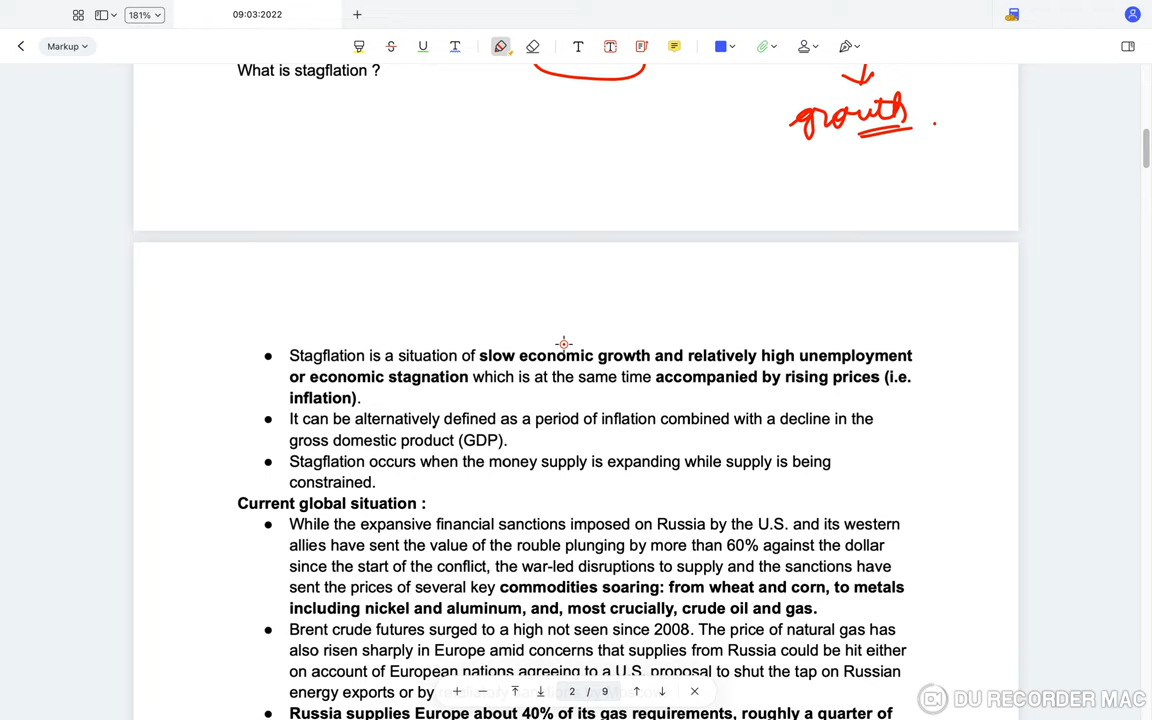 181%
09:03:2022
Markup
What is stagflation ?
growth.
● Stagflation is a situation of slow economic growth and relatively high unemployment
or economic stagnation which is at the same time accompanied by rising prices (i.e.
inflation).
● It can be alternatively defined as a period of inflation combined with a decline in the
gross domestic product (GDP).
● Stagflation occurs when the money supply is expanding while supply is being
constrained.
Current global situation :
● While the expansive financial sanctions imposed on Russia by the U.S. and its western
allies have sent the value of the rouble plunging by more than 60% against the dollar
since the start of the conflict, the war-led disruptions to supply and the sanctions have
sent the prices of several key commodities soaring: from wheat and corn, to metals
including nickel and aluminum, and, most crucially, crude oil and gas.
● Brent crude futures surged to a high not seen since 2008. The price of natural gas has
also risen sharply in Europe amid concerns that supplies from Russia could be hit either
on account of European nations agreeing to a U.S. proposal to shut the tap on Russian
energy exports or by
2 / 9
● Russia supplies Europe about 40% of its gas requirements, roughly a quarter of
DU RECORDER MAC